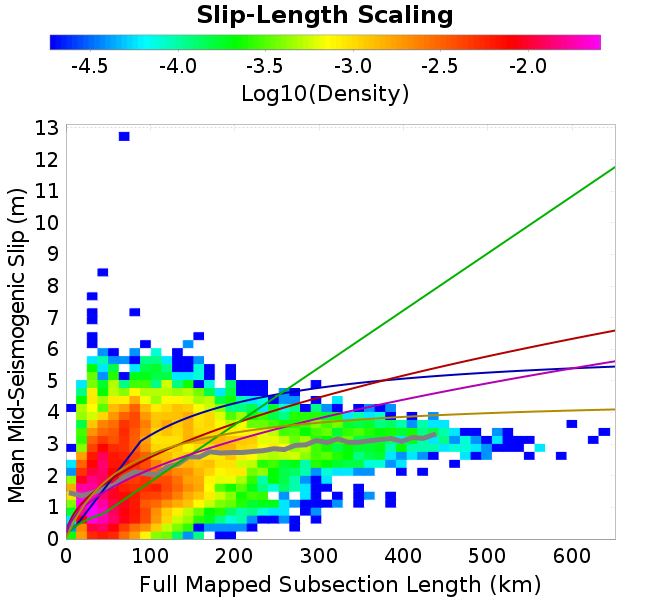 Slip-Length Scaling
-4.5 -4.0 -3.5 -3.0 -2.5 -2.0
Log10(Density)
13
12
11
10
9
8
7
6
5
4
3
2
1
0
Mean Mid-Seismogenic Slip (m)
0 100 200 300 400 500 600
Full Mapped Subsection Length (km)